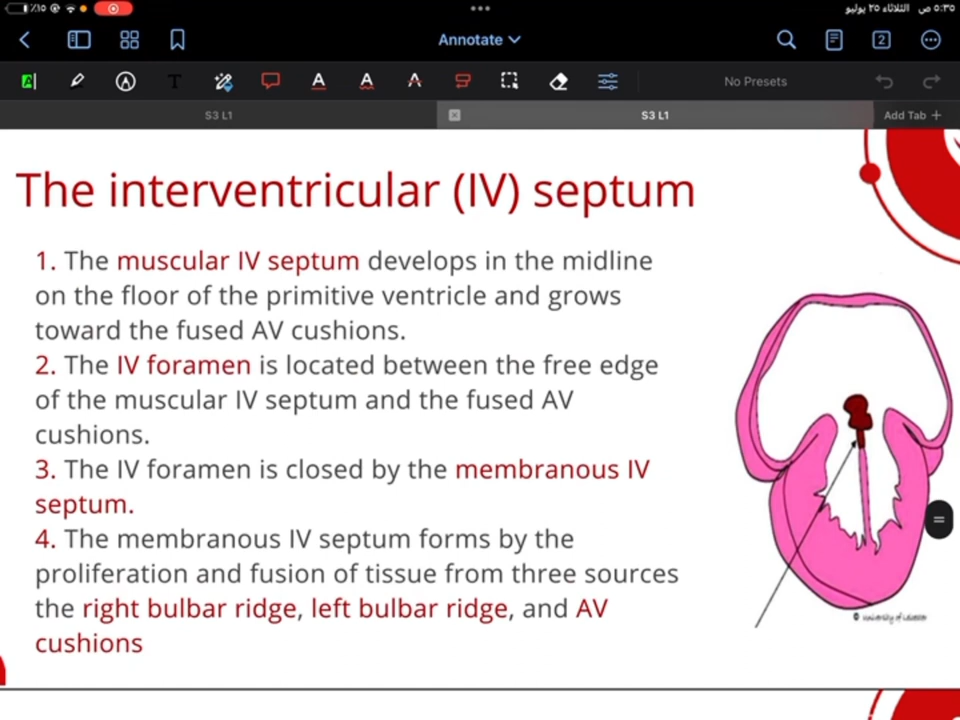 ٪١٥
٥:٣٥ ص الثلاثاء ٢٥ يوليو
Annotate
2
T
A
A
A
A
No Presets
S3 L1
S3 L1
Add Tab +
The interventricular (IV) septum
1. The muscular IV septum develops in the midline
on the floor of the primitive ventricle and grows
toward the fused AV cushions.
2. The IV foramen is located between the free edge
of the muscular IV septum and the fused AV
cushions.
3. The IV foramen is closed by the membranous IV
septum.
4. The membranous IV septum forms by the
proliferation and fusion of tissue from three sources
the right bulbar ridge, left bulbar ridge, and AV
cushions
© University of